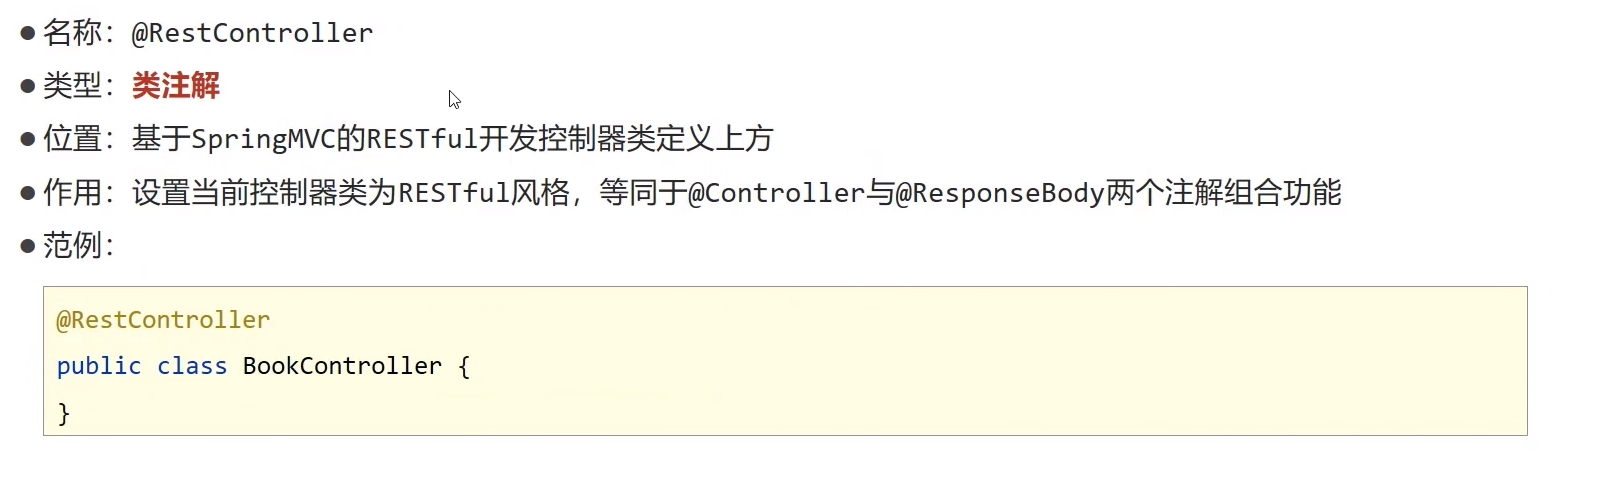 ● 名称：@RestController
● 类型：类注解
● 位置：基于SpringMVC的RESTful开发控制器类定义上方
● 作用：设置当前控制器类为RESTful风格，等同于@Controller与@ResponseBody两个注解组合功能
● 范例：
@RestController
public class BookController {
}